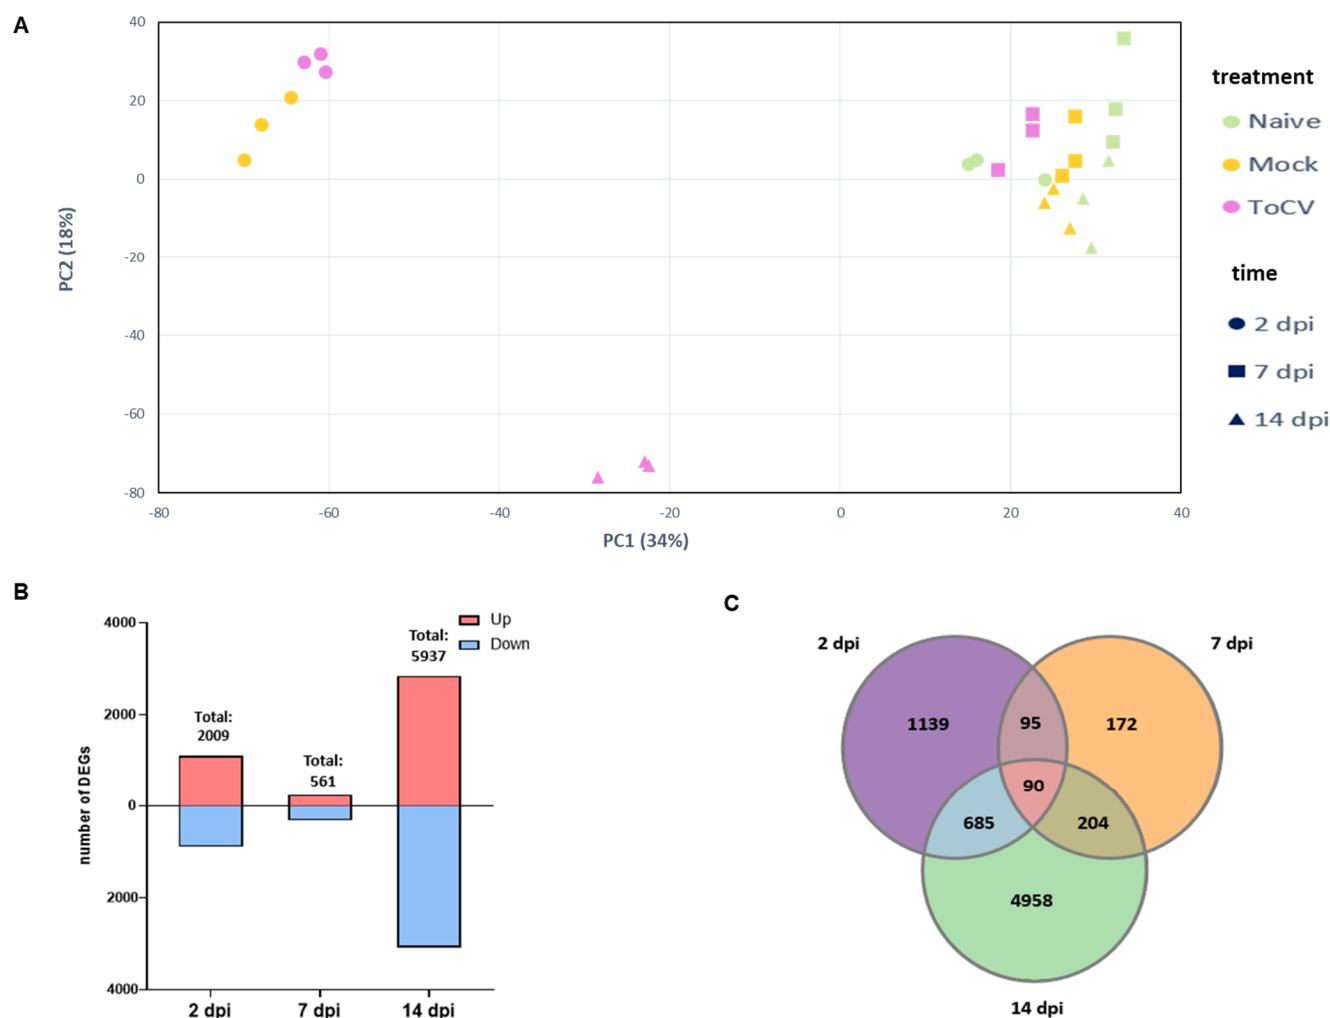 A
40
20
0
-20
-40
-60
-80
-80
-60
-40
-20
0
20
40
PC2 (18%)
PC1 (34%)
treatment
Naive
Mock
ToCV
time
2 dpi
7 dpi
14 dpi
B
Up
Down
number of DEGs
4000
2000
0
2000
4000
Total:
2009
Total:
561
Total:
5937
2 dpi
7 dpi
14 dpi
C
2 dpi
7 dpi
1139
95
172
90
685
204
4958
14 dpi